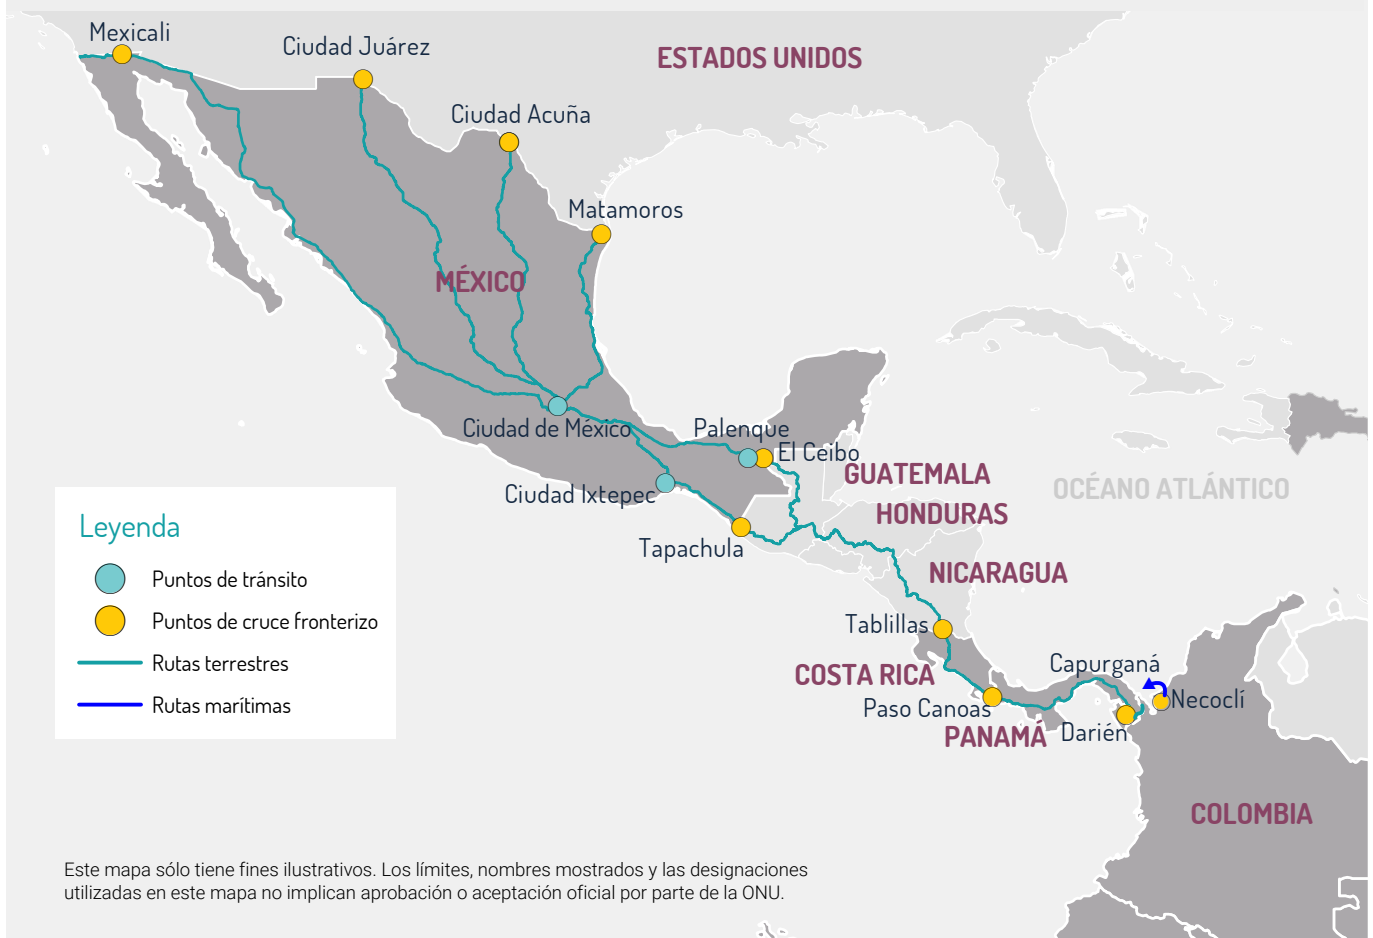 Mexicali
Ciudad Juárez
ESTADOS UNIDOS
Ciudad Acuña
Matamoros
MÉXICO
Ciudad de México
Palenque
El Ceibo
GUATEMALA
Ciudad Ixtepec
OCÉANO ATLÁNTICO
HONDURAS
Tapachula
NICARAGUA
Tablillas
Capurganá
COSTA RICA
Necoclí
Paso Canoas
PANAMÁ
Darién
COLOMBIA
Leyenda
Puntos de tránsito
Puntos de cruce fronterizo
Rutas terrestres
Rutas marítimas
Este mapa sólo tiene fines ilustrativos. Los límites, nombres mostrados y las designaciones
utilizadas en este mapa no implican aprobación o aceptación oficial por parte de la ONU.